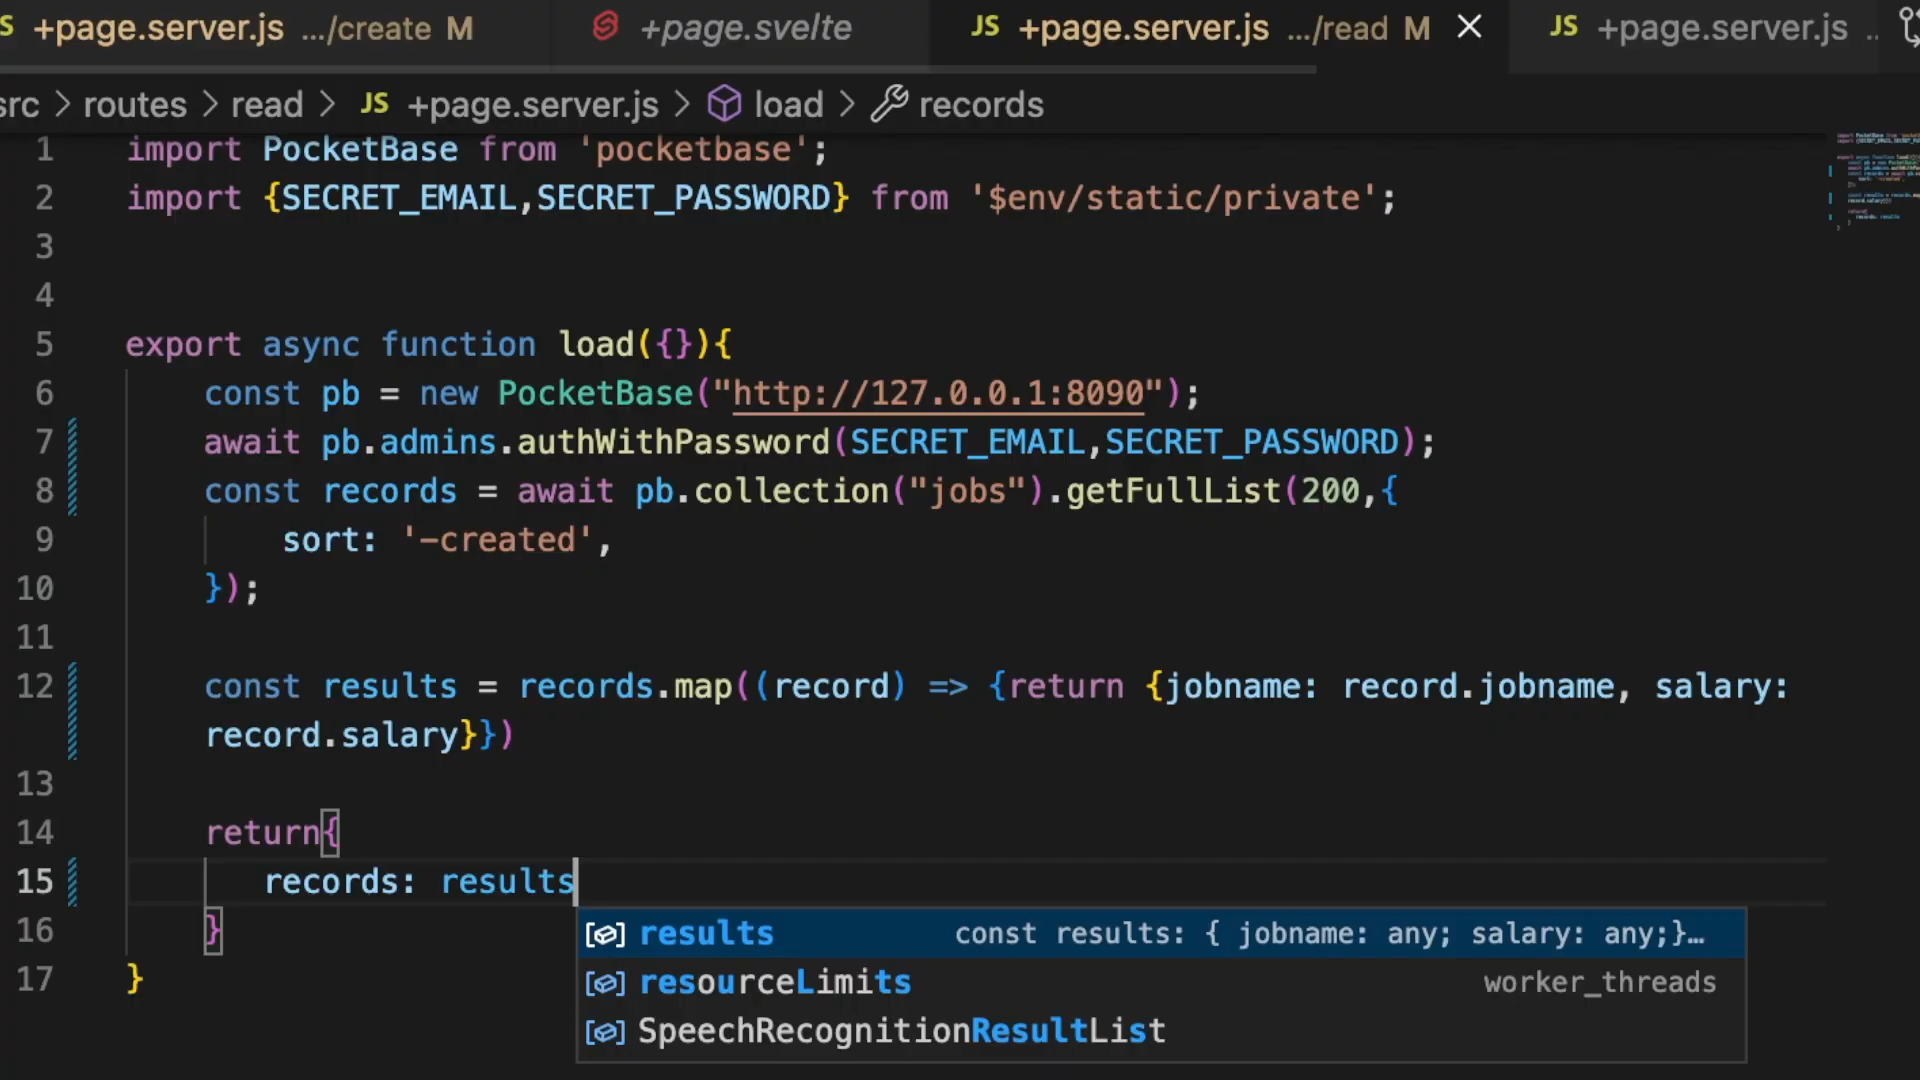 S +page.server.js .../create M +page.svelte JS +page.server.js .../read M × JS +page.server.js ..
src > routes > read > JS +page.server.js > load > records
1 import PocketBase from 'pocketbase';
2 import {SECRET_EMAIL,SECRET_PASSWORD} from '$env/static/private';
3
4
5 export async function load({}){
6 const pb = new PocketBase("http://127.0.0.1:8090");
7 await pb.admins.authWithPassword(SECRET_EMAIL,SECRET_PASSWORD);
8 const records = await pb.collection("jobs").getFullList(200,{
9 sort: '-created',
10 });
11
12 const results = records.map((record) => {return {jobname: record.jobname, salary:
record.salary}})
13
14 return{
15 records: results
16 }
results const results: { jobname: any; salary: any;}…
17 }
resourceLimits worker_threads
SpeechRecognitionResultList